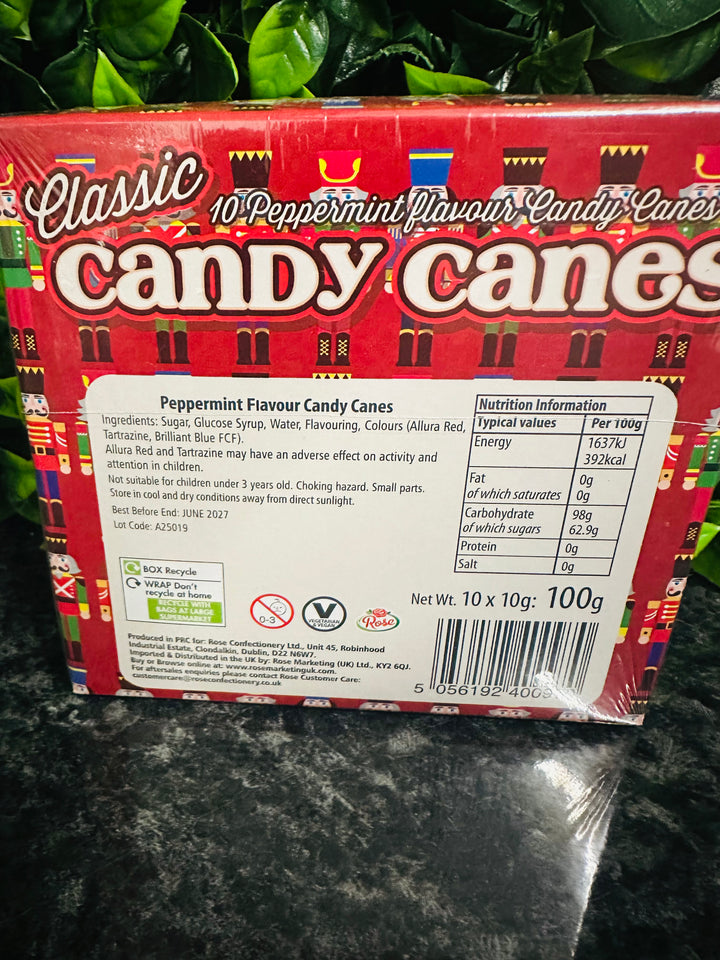 Classic
10 Peppermint flavour Candy Canes
candy canes
Peppermint Flavour Candy Canes
Ingredients: Sugar, Glucose Syrup, Water, Flavouring, Colours (Allura Red,
Tartrazine, Brilliant Blue FCF).
Allura Red and Tartrazine may have an adverse effect on activity and
attention in children.
Not suitable for children under 3 years old. Choking hazard. Small parts.
Store in cool and dry conditions away from direct sunlight.
Best Before End: JUNE 2027
Lot Code: A25019
Nutrition Information
Typical values Per 100g
Energy 1637kJ
392kcal
Fat 0g
of which saturates 0g
Carbohydrate 98g
of which sugars 62.9g
Protein 0g
Salt 0g
BOX Recycle
WRAP Don't
recycle at home
RECYCLE WITH
BAGS AT LARGE
SUPERMARKET
0-3
V
VEGETARIAN
& VEGAN
Rose
Net Wt. 10 x 10g: 100g
Produced in PRC for: Rose Confectionery Ltd., Unit 45, Robinhood
Industrial Estate, Clondalkin, Dublin, D22 N6W7.
Imported & Distributed in the UK by: Rose Marketing (UK) Ltd., KY2 6QJ.
Buy or Browse online at: www.rosemarketinguk.com.
For aftersales enquiries please contact Rose Customer Care:
customercare@roseconfectionery.co.uk
5 056192